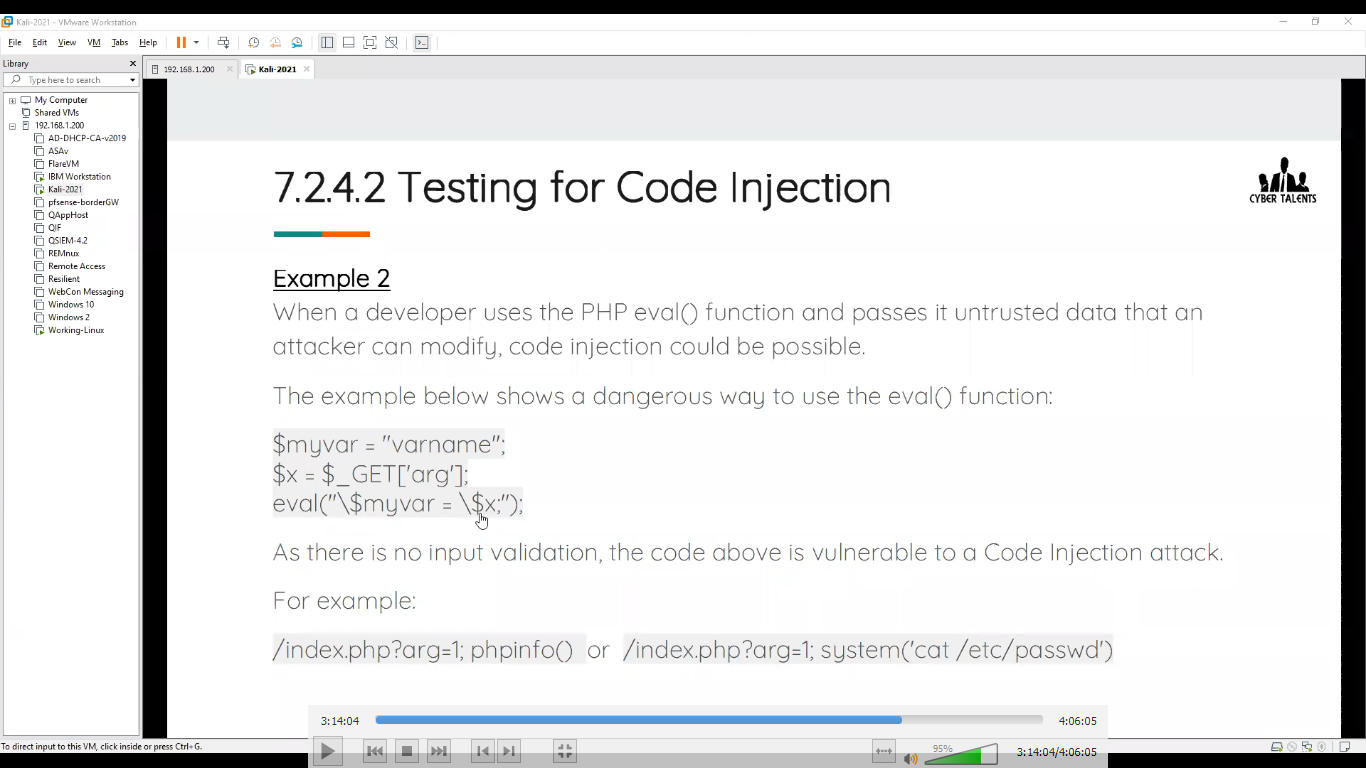 Kali-2021 - VMware Workstation
File Edit View VM Tabs Help
Library
Type here to search
192.168.1.200 Kali-2021
My Computer
Shared VMs
192.168.1.200
AD-DHCP-CA-v2019
ASAv
FlareVM
IBM Workstation
Kali-2021
pfsense-borderGW
QAppHost
QIF
QSIEM-4.2
REMnux
Remote Access
Resilient
WebCon Messaging
Windows 10
Windows 2
Working-Linux
7.2.4.2 Testing for Code Injection
CYBER TALENTS
Example 2
When a developer uses the PHP eval() function and passes it untrusted data that an
attacker can modify, code injection could be possible.
The example below shows a dangerous way to use the eval() function:
$myvar = "varname";
$x = $_GET['arg'];
eval("\$myvar = \$x;");
As there is no input validation, the code above is vulnerable to a Code Injection attack.
For example:
/index.php?arg=1; phpinfo() or /index.php?arg=1; system('cat /etc/passwd')
3:14:04 4:06:05
95% 3:14:04/4:06:05
To direct input to this VM, click inside or press Ctrl+G.